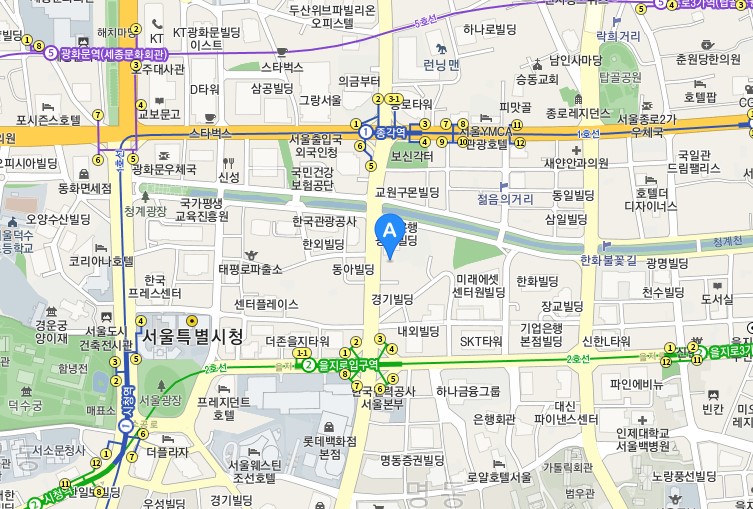 두산위브파빌리온
오피스텔
5호선
락희거리
해치마당
KT
KT광화문빌딩
이스트
하나로빌딩
광화문역(세종문화회관)
호주대사관
스타벅스
의금부터
런닝맨
남인사마당
승동교회
탑골공원
춘원당한의원
D타워
삼공빌딩
그랑서울
종로타워
피맛골
종로레지던스
호텔팝
포시즌스호텔
교보문고
스타벅스
종각역
서울YMCA
관광호텔
1호선
서울종로2가
우체국
서울출입국
외국인청
보신각터
광화문우체국
신성
국민건강
보험공단
새안안과의원
국일관
드림팰리스
동화면세점
국가평생
교육진흥원
교원구몬빌딩
젊음의거리
동일빌딩
호텔더
디자이너스
청계광장
오양수산빌딩
한국관광공사
삼일빌딩
청계천
한외빌딩
A
한화불꽃길
광명빌딩
코리아나호텔
태평로파출소
동아빌딩
미래에셋
센터원빌딩
한화빌딩
천수빌딩
도서실
한국
프레스센터
센터플레이스
경기빌딩
장교빌딩
경운궁
양이재
서울도시
건축전시관
서울특별시청
더존을지타워
내외빌딩
SKT타워
기업은행
본점빌딩
신한L타워
함녕전
2호선
을지로입구역
2호선
을지로3가
덕수궁
매표소
시청역
서울광장
프레지던트
호텔
서울본부
하나금융그룹
파인에비뉴
빈칸
은행회관
대신
파이낸스센터
인제대학교
서울백병원
서소문청사
더플라자
롯데백화점
본점
명동증권빌딩
서울웨스틴
조선호텔
로얄호텔서울
가톨릭회관
노랑풍선빌딩
시청역
우성빌딩
경기빌딩
명동
범우관